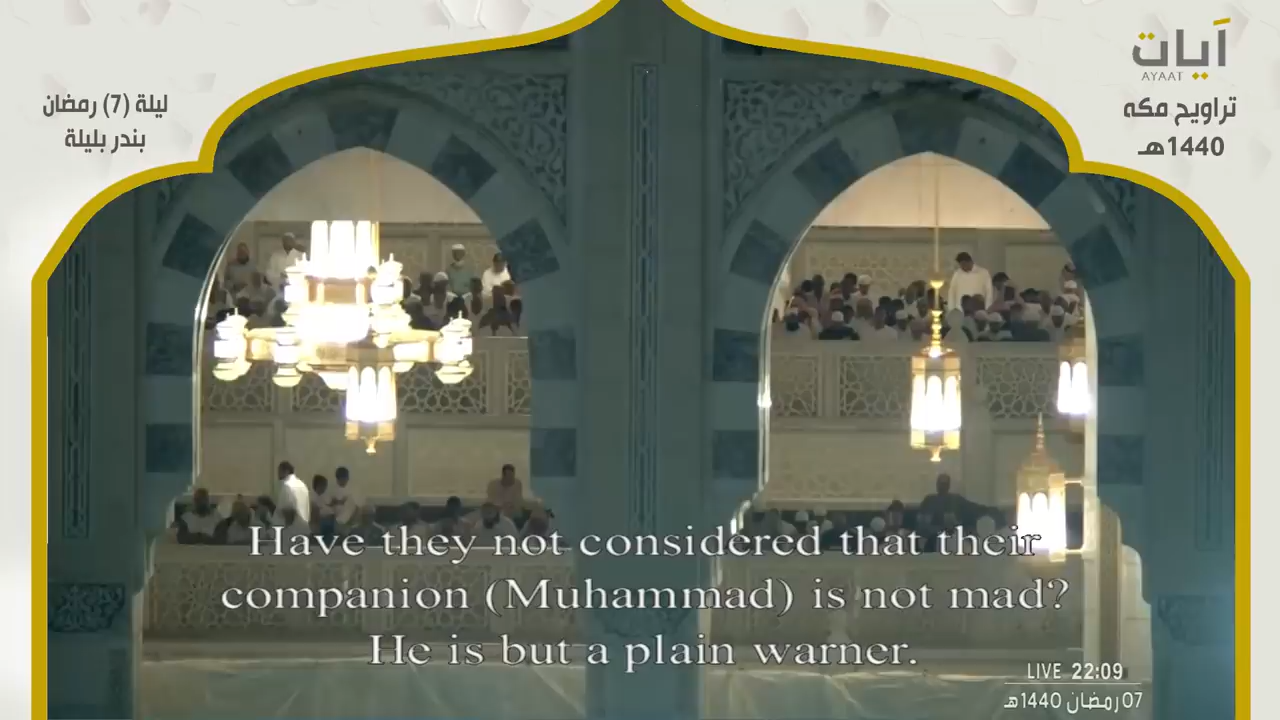 آيات
AYAAT
تراويح مكه
1440هـ
ليلة (7) رمضان
بندر بليلة
Have they not considered that their
companion (Muhammad) is not mad?
He is but a plain warner.
LIVE 22:09
07 رمضان 1440هـ